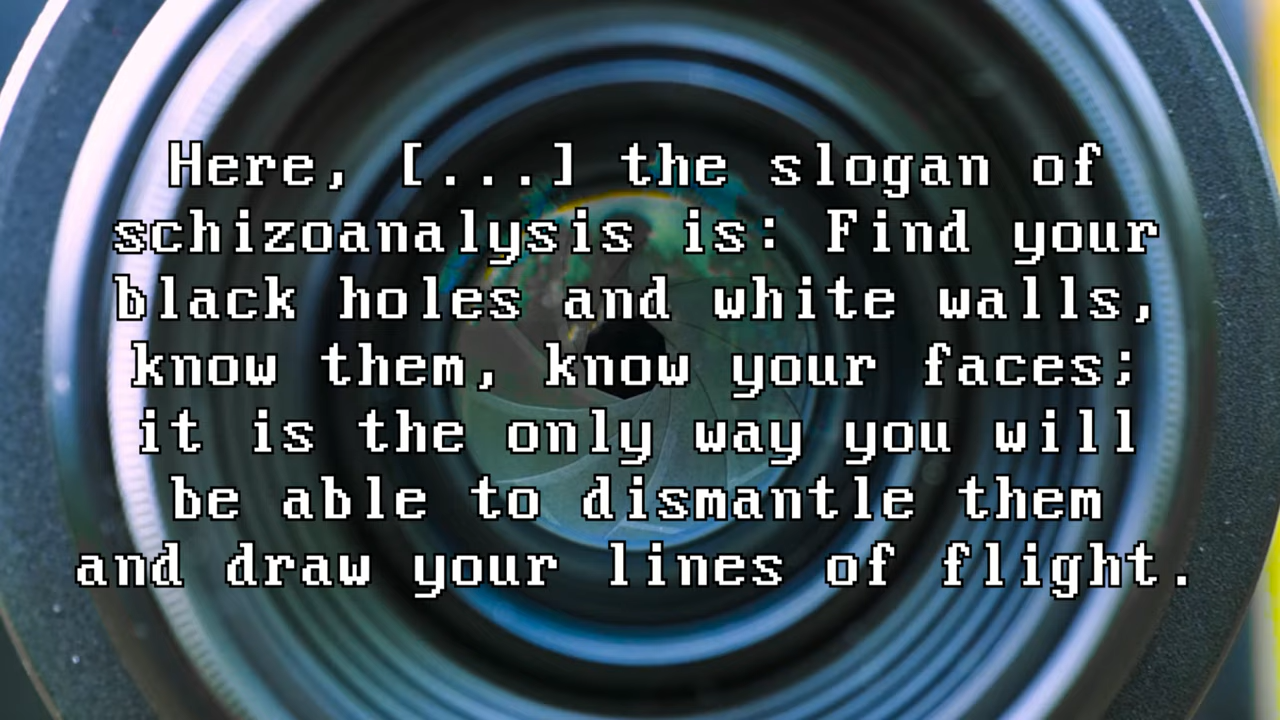 Here, [...] the slogan of
schizoanalysis is: Find your
black holes and white walls,
know them, know your faces;
it is the only way you will
be able to dismantle them
and draw your lines of flight.